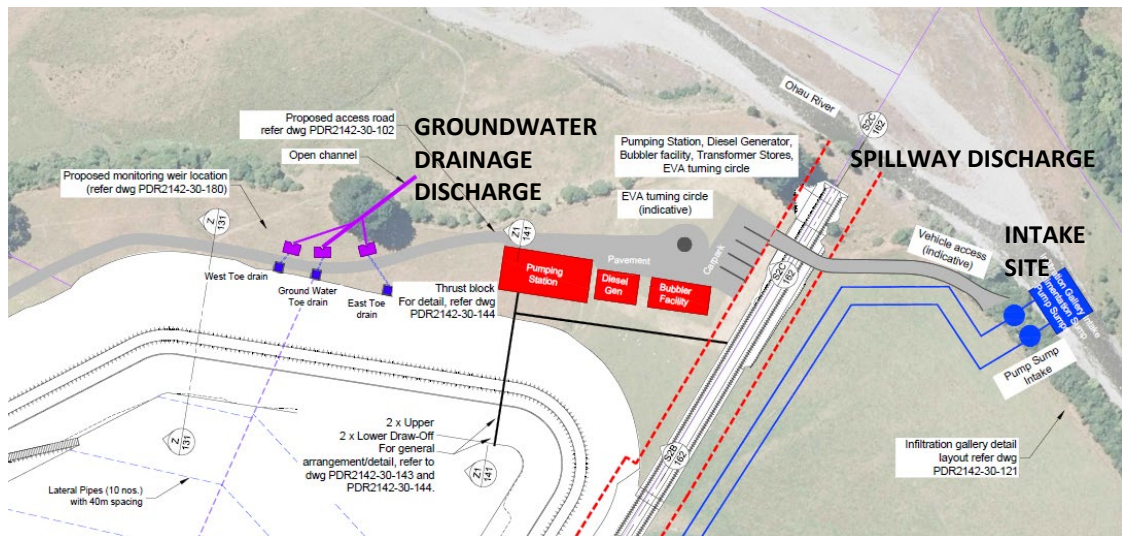 Proposed access road
refer dwg PDR2142-30-102
Open channel
Proposed monitoring weir location
(refer dwg PDR2142-30-180)
GROUNDWATER
DRAINAGE
DISCHARGE
Pumping Station, Diesel Generator,
Bubbler facility, Transformer Stores,
EVA turning circle
EVA turning circle
(indicative)
Ohau River
S2C
162
SPILLWAY DISCHARGE
Z
131
West Toe drain
Ground Water
Toe drain
East Toe
drain
Z1
141
Pavement
Carpark
Pumping
Station
Diesel
Gen
Bubbler
Facility
Thrust block
For detail, refer dwg
PDR2142-30-144
S2C
162
Vehicle access
(indicative)
INTAKE
SITE
Pump Sump
Pump Sump
Intake
Z
131
Lateral Pipes (10 nos.)
with 40m spacing
2 x Upper
2 x Lower Draw-Off
For general
arrangement/detail, refer to
dwg PDR2142-30-143 and
PDR2142-30-144.
Z1
141
S2B
162
Infiltration gallery detail
layout refer dwg
PDR2142-30-121